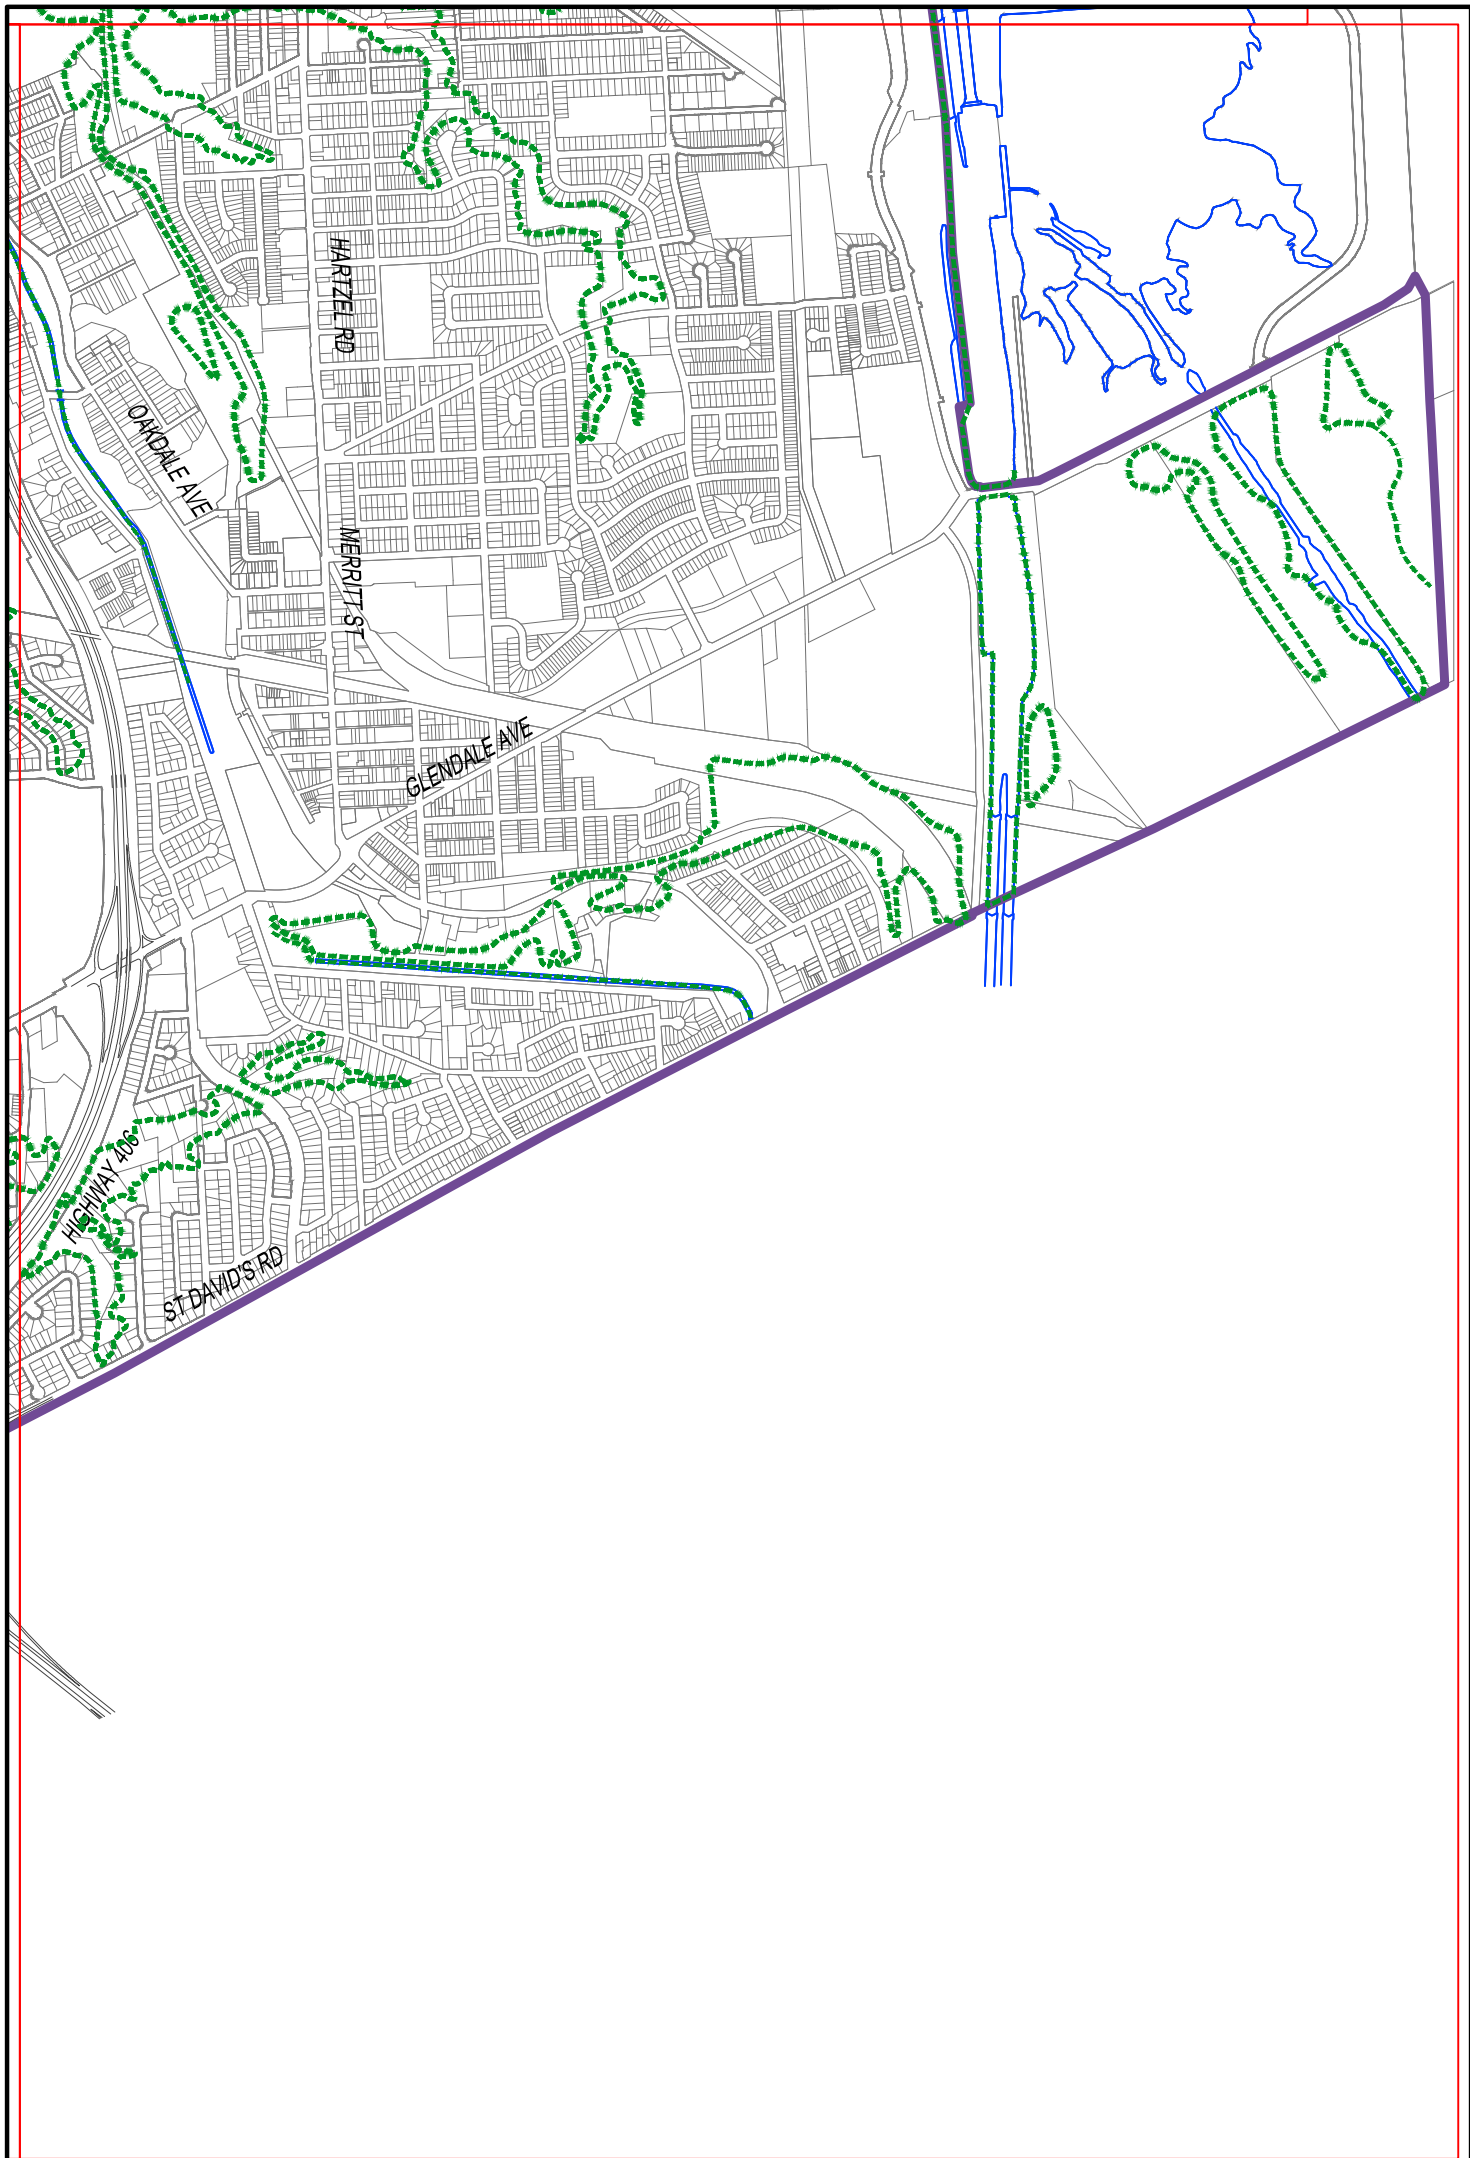 HARTZEL RD
OAKDALE AVE
MERRITT ST
GLENDALE AVE
HIGHWAY 406
ST DAVID'S RD